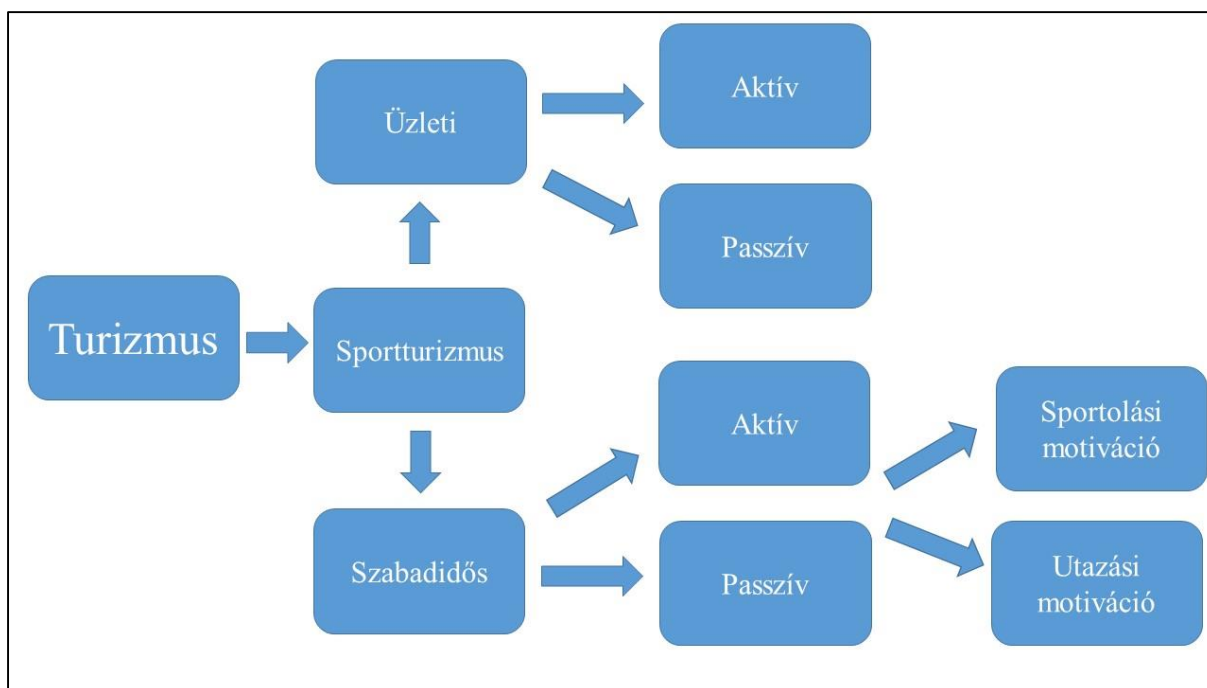 Turizmus
Sportturizmus
Üzleti
Aktív
Passzív
Szabadidős
Aktív
Passzív
Sportolási
motiváció
Utazási
motiváció